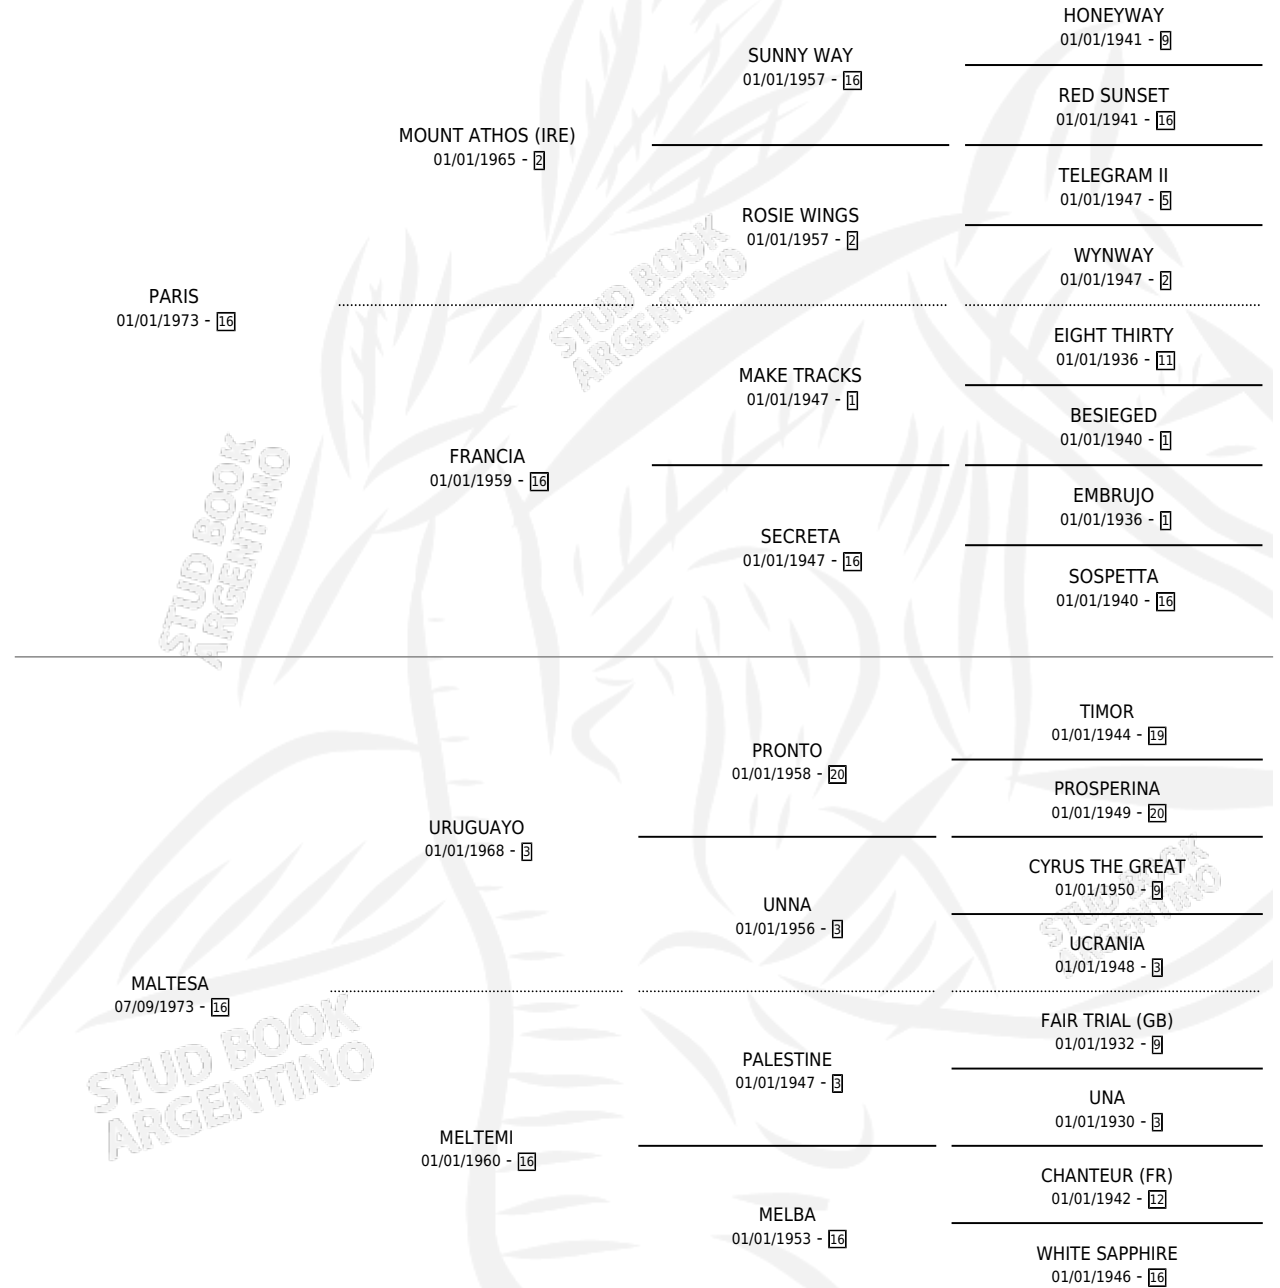 HONEYWAY
01/01/1941 - 9
SUNNY WAY
01/01/1957 - 16
RED SUNSET
01/01/1941 - 16
MOUNT ATHOS (IRE)
01/01/1965 - 2
TELEGRAM II
01/01/1947 - 5
ROSIE WINGS
01/01/1957 - 2
WYNWAY
01/01/1947 - 2
PARIS
01/01/1973 - 16
STUD BOOK
ARGENTINO
EIGHT THIRTY
01/01/1936 - 11
MAKE TRACKS
01/01/1947 - 1
BESIEGED
01/01/1940 - 1
FRANCIA
01/01/1959 - 16
EMBRUJO
01/01/1936 - 1
SECRETA
01/01/1947 - 16
SOSPETTA
01/01/1940 - 16
STUD BOOK
ARGENTINO
TIMOR
01/01/1944 - 19
PRONTO
01/01/1958 - 20
PROSPERINA
01/01/1949 - 20
URUGUAYO
01/01/1968 - 3
CYRUS THE GREAT
01/01/1950 - 9
UNNA
01/01/1956 - 3
STUD BOOK
ARGENTINO
UCRANIA
01/01/1948 - 3
MALTESA
07/09/1973 - 16
STUD BOOK
ARGENTINO
FAIR TRIAL (GB)
01/01/1932 - 9
PALESTINE
01/01/1947 - 3
UNA
01/01/1930 - 3
MELTEMI
01/01/1960 - 16
CHANTEUR (FR)
01/01/1942 - 12
MELBA
01/01/1953 - 16
WHITE SAPPHIRE
01/01/1946 - 16